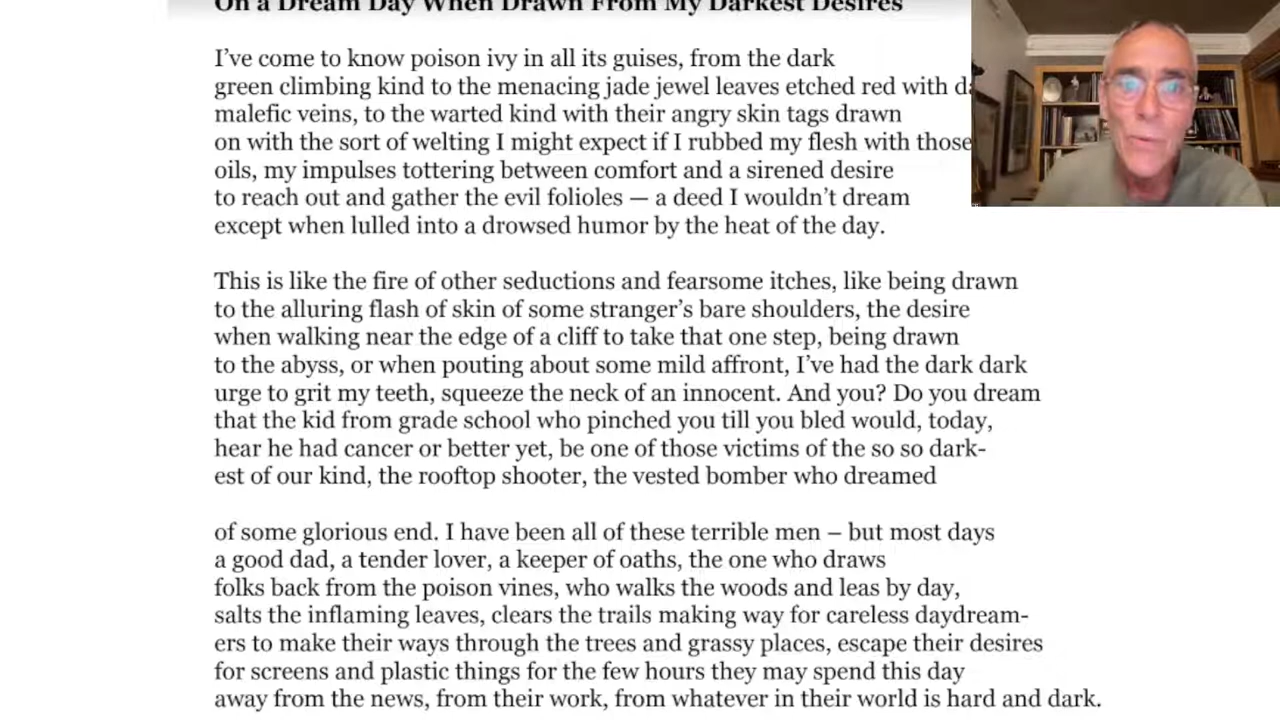 On a Dream Day When Drawn From My Darkest Desires
I’ve come to know poison ivy in all its guises, from the dark
green climbing kind to the menacing jade jewel leaves etched red with
malefic veins, to the warted kind with their angry skin tags drawn
on with the sort of welting I might expect if I rubbed my flesh with those
oils, my impulses tottering between comfort and a sirened desire
to reach out and gather the evil folioles — a deed I wouldn’t dream
except when lulled into a drowsed humor by the heat of the day.
This is like the fire of other seductions and fearsome itches, like being drawn
to the alluring flash of skin of some stranger’s bare shoulders, the desire
when walking near the edge of a cliff to take that one step, being drawn
to the abyss, or when pouting about some mild affront, I’ve had the dark dark
urge to grit my teeth, squeeze the neck of an innocent. And you? Do you dream
that the kid from grade school who pinched you till you bled would, today,
hear he had cancer or better yet, be one of those victims of the so so dark-
est of our kind, the rooftop shooter, the vested bomber who dreamed
of some glorious end. I have been all of these terrible men – but most days
a good dad, a tender lover, a keeper of oaths, the one who draws
folks back from the poison vines, who walks the woods and leas by day,
salts the inflaming leaves, clears the trails making way for careless daydream-
ers to make their ways through the trees and grassy places, escape their desires
for screens and plastic things for the few hours they may spend this day
away from the news, from their work, from whatever in their world is hard and dark.